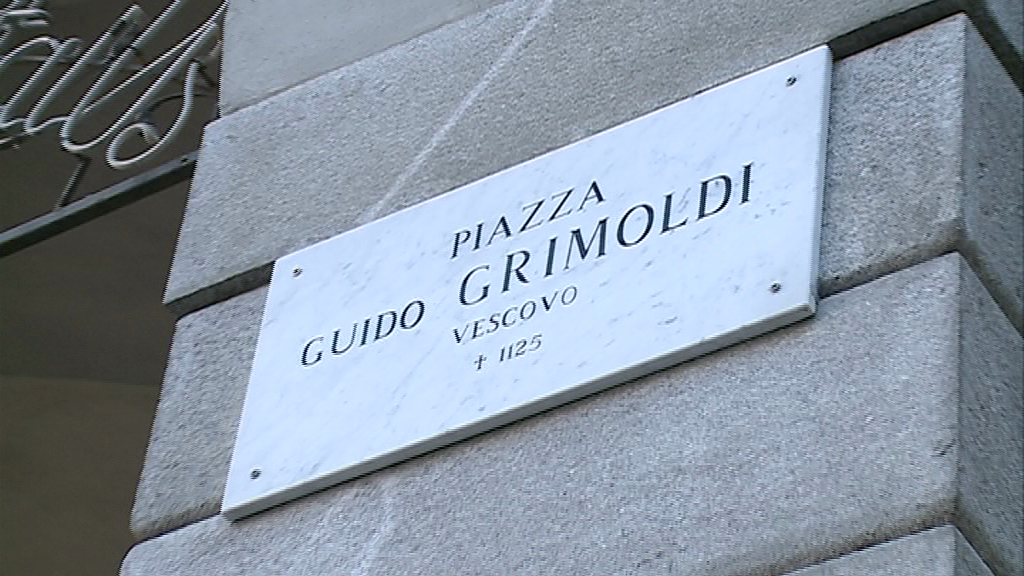 PIAZZA
GUIDO GRIMOLDI
VESCOVO
† 1125